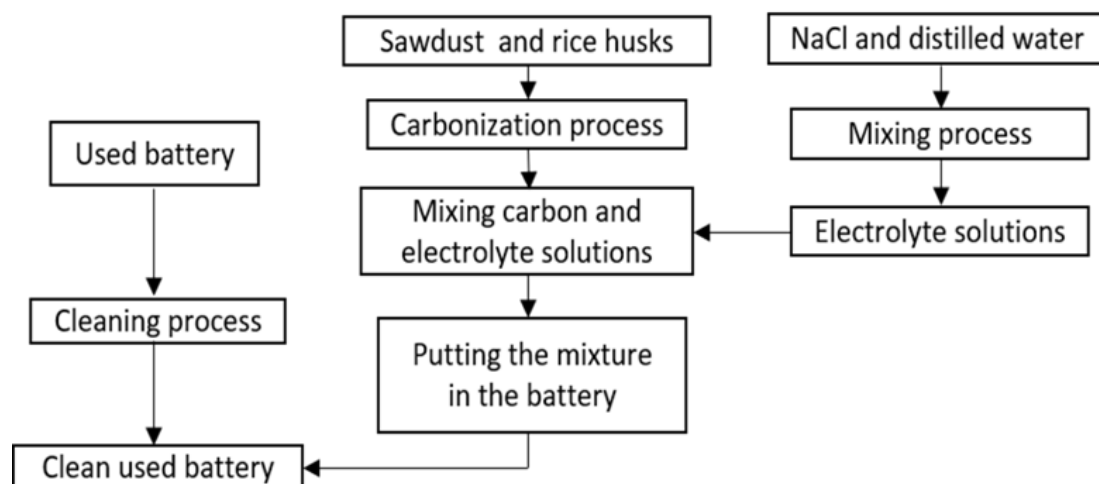 Sawdust and rice husks
NaCl and distilled water
Carbonization process
Mixing process
Used battery
Mixing carbon and
electrolyte solutions
Electrolyte solutions
Cleaning process
Putting the mixture
in the battery
Clean used battery